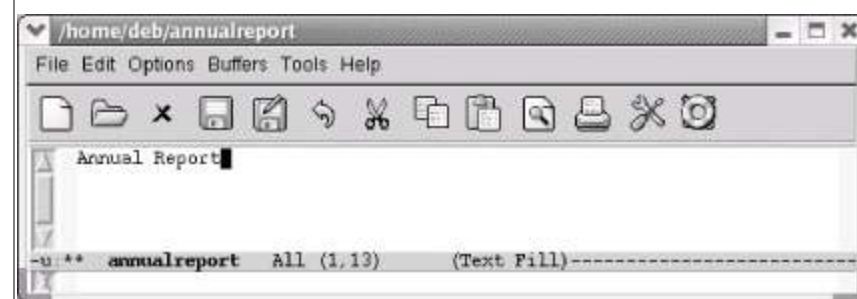 /home/deb/annualreport
File Edit Options Buffers Tools Help
Annual Report
-u:** annualreport All (1,13) (Text Fill)--------------------------